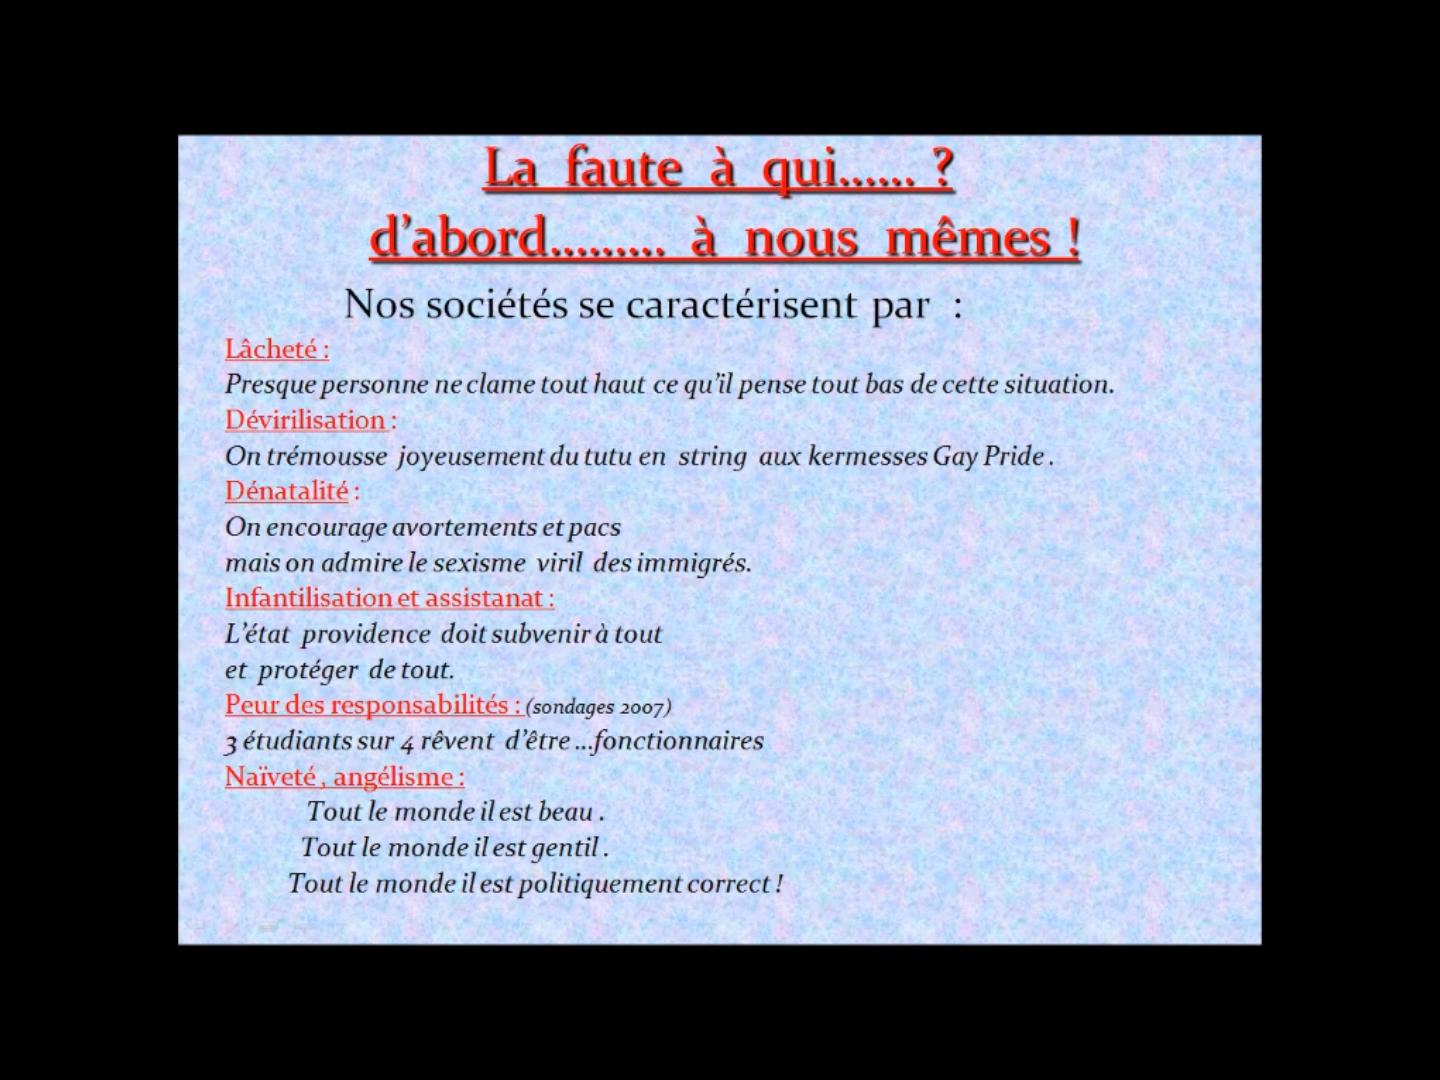 La faute à qui...... ?
d’abord......... à nous mêmes !
Nos sociétés se caractérisent par :
Lâcheté :
Presque personne ne clame tout haut ce qu’il pense tout bas de cette situation.
Dévirilisation :
On trémousse joyeusement du tutu en string aux kermesses Gay Pride .
Dénatalité :
On encourage avortements et pacs
mais on admire le sexisme viril des immigrés.
Infantilisation et assistanat :
L’état providence doit subvenir à tout
et protéger de tout.
Peur des responsabilités : (sondages 2007)
3 étudiants sur 4 rêvent d’être ...fonctionnaires
Naïveté , angélisme :
Tout le monde il est beau .
Tout le monde il est gentil .
Tout le monde il est politiquement correct !